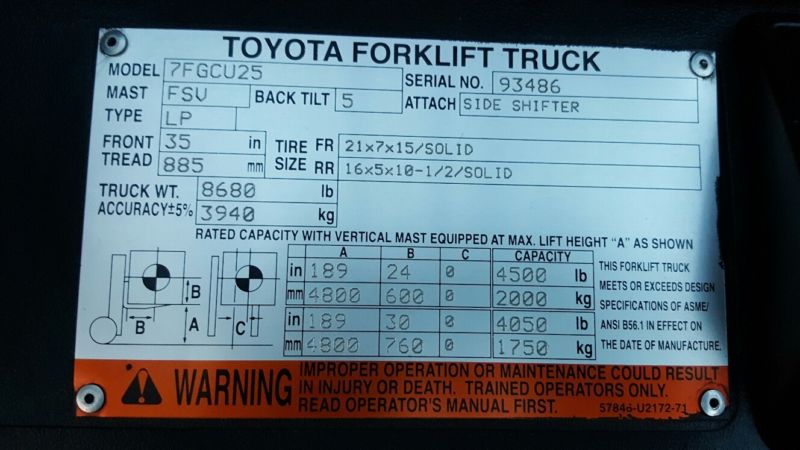 TOYOTA FORKLIFT TRUCK
MODEL 7FGCU25 SERIAL NO. 93486
MAST FSV BACK TILT 5 ATTACH SIDE SHIFTER
TYPE LP
FRONT TREAD 35 in 885 mm
TIRE SIZE FR 21x7x15/SOLID
RR 16x5x10-1/2/SOLID
TRUCK WT. 8680 lb
ACCURACY±5% 3940 kg
RATED CAPACITY WITH VERTICAL MAST EQUIPPED AT MAX. LIFT HEIGHT "A" AS SHOWN
A B C CAPACITY
in 189 24 0 4500 lb
mm 4800 600 0 2000 kg
in 189 30 0 4050 lb
mm 4800 760 0 1750 kg
B
B A C
THIS FORKLIFT TRUCK
MEETS OR EXCEEDS DESIGN
SPECIFICATIONS OF ASME/
ANSI B56.1 IN EFFECT ON
THE DATE OF MANUFACTURE.
WARNING
IMPROPER OPERATION OR MAINTENANCE COULD RESULT
IN INJURY OR DEATH. TRAINED OPERATORS ONLY.
READ OPERATOR'S MANUAL FIRST.
57846-U2172-71